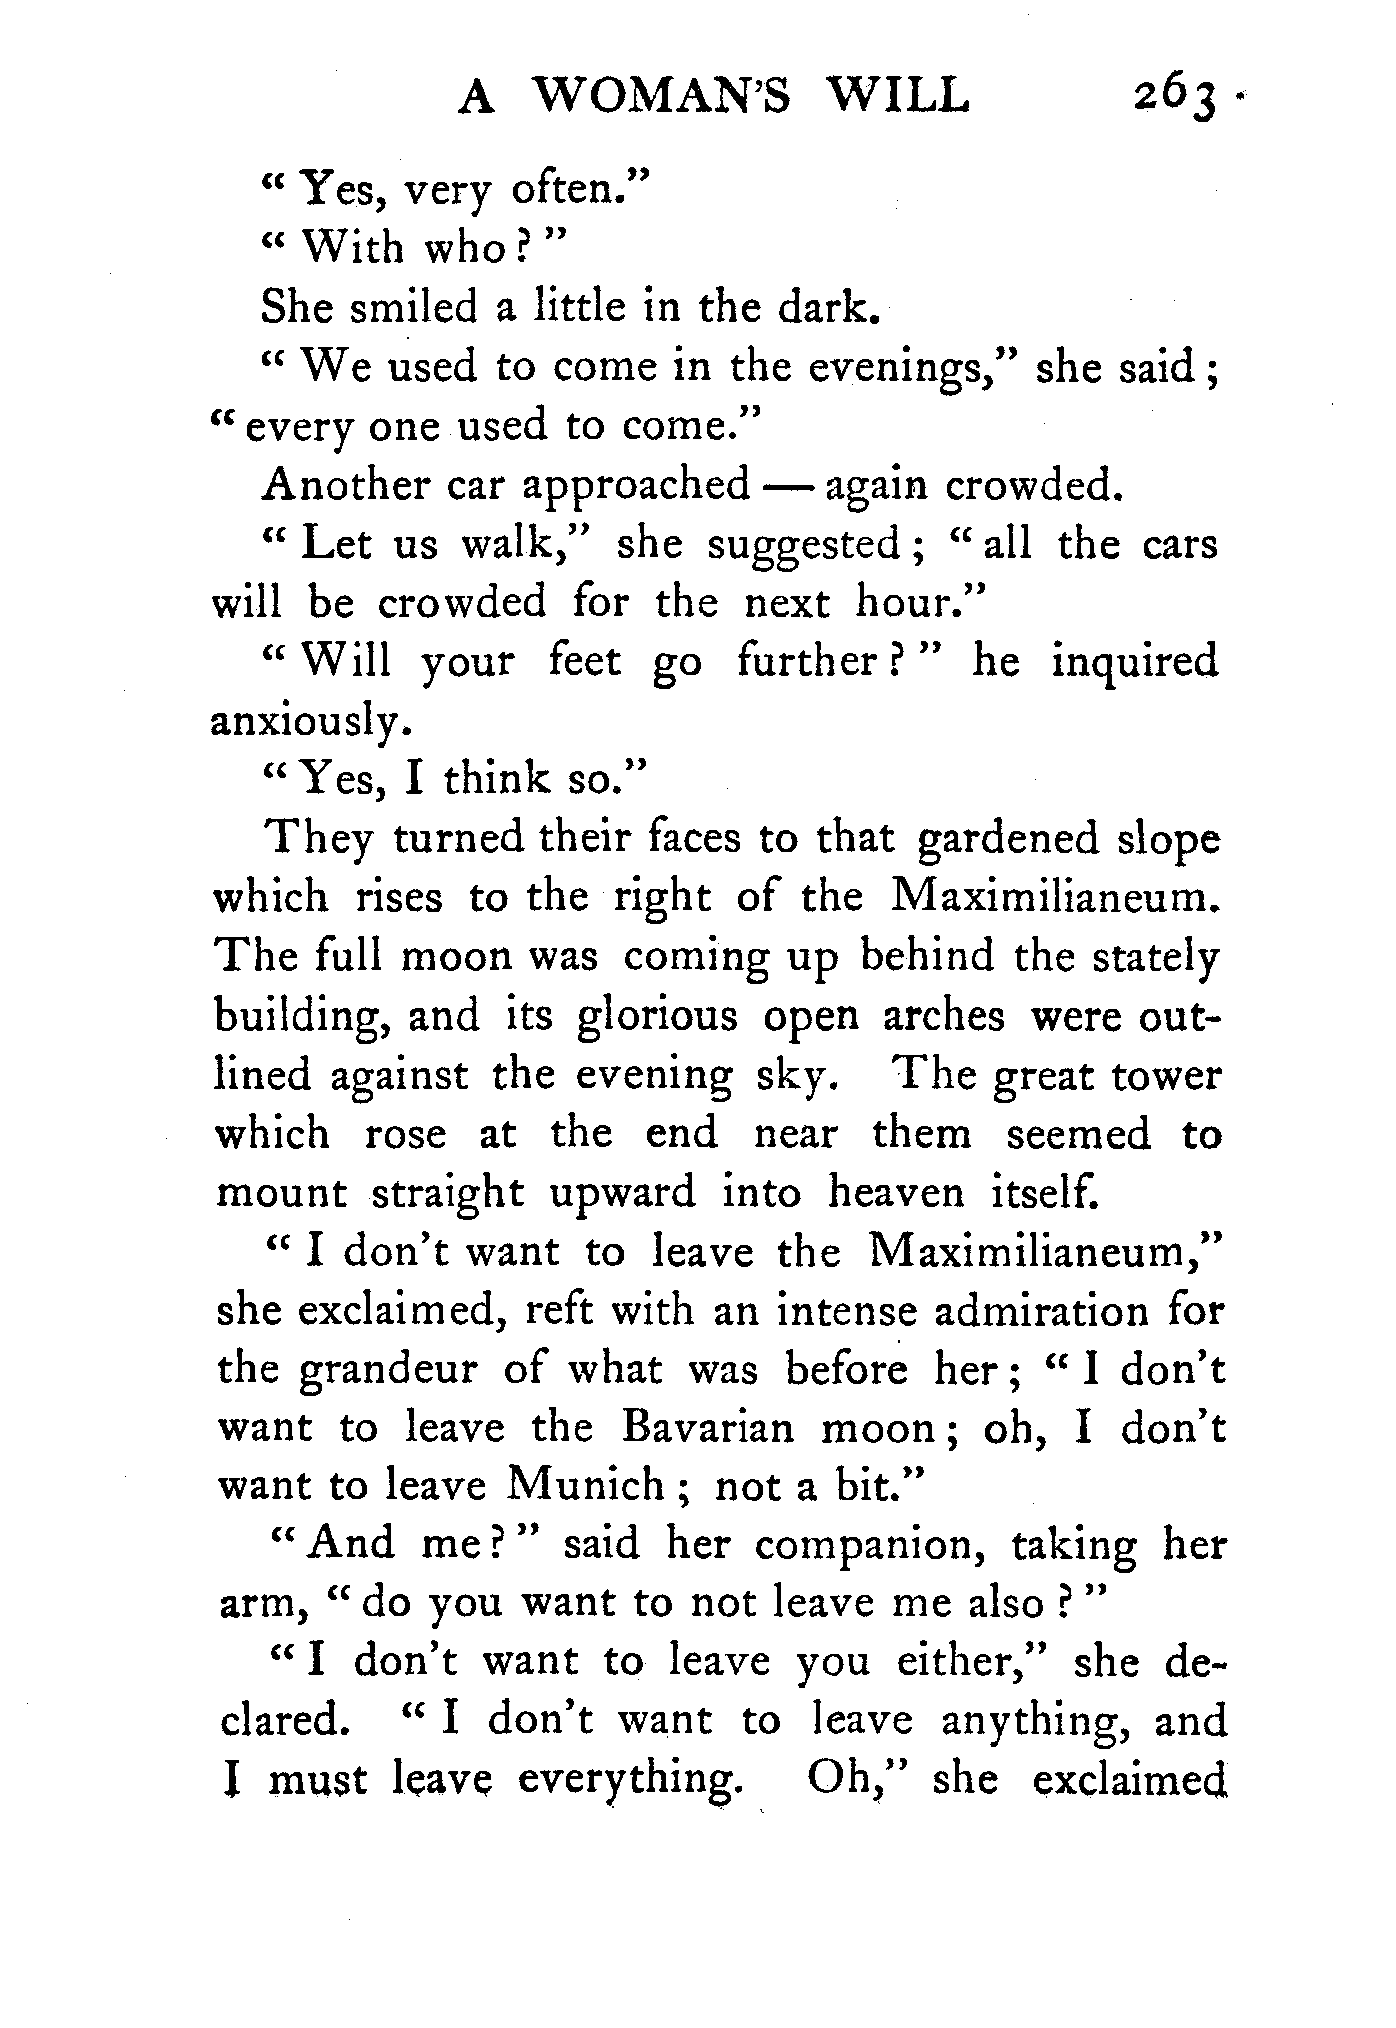 A WOMAN'S WILL 263
“ Yes, very often.”
“ With who ? ”
She smiled a little in the dark.
“ We used to come in the evenings,” she said ;
“ every one used to come.”
Another car approached — again crowded.
“ Let us walk,” she suggested ; “ all the cars
will be crowded for the next hour.”
“ Will your feet go further ? ” he inquired
anxiously.
“ Yes, I think so.”
They turned their faces to that gardened slope
which rises to the right of the Maximilianeum.
The full moon was coming up behind the stately
building, and its glorious open arches were out-
lined against the evening sky. The great tower
which rose at the end near them seemed to
mount straight upward into heaven itself.
“ I don't want to leave the Maximilianeum,”
she exclaimed, reft with an intense admiration for
the grandeur of what was before her ; “ I don't
want to leave the Bavarian moon ; oh, I don't
want to leave Munich ; not a bit.”
“ And me ? ” said her companion, taking her
arm, “ do you want to not leave me also ? ”
“ I don't want to leave you either,” she de-
clared. “ I don't want to leave anything, and
I must leave everything. Oh,” she exclaimed